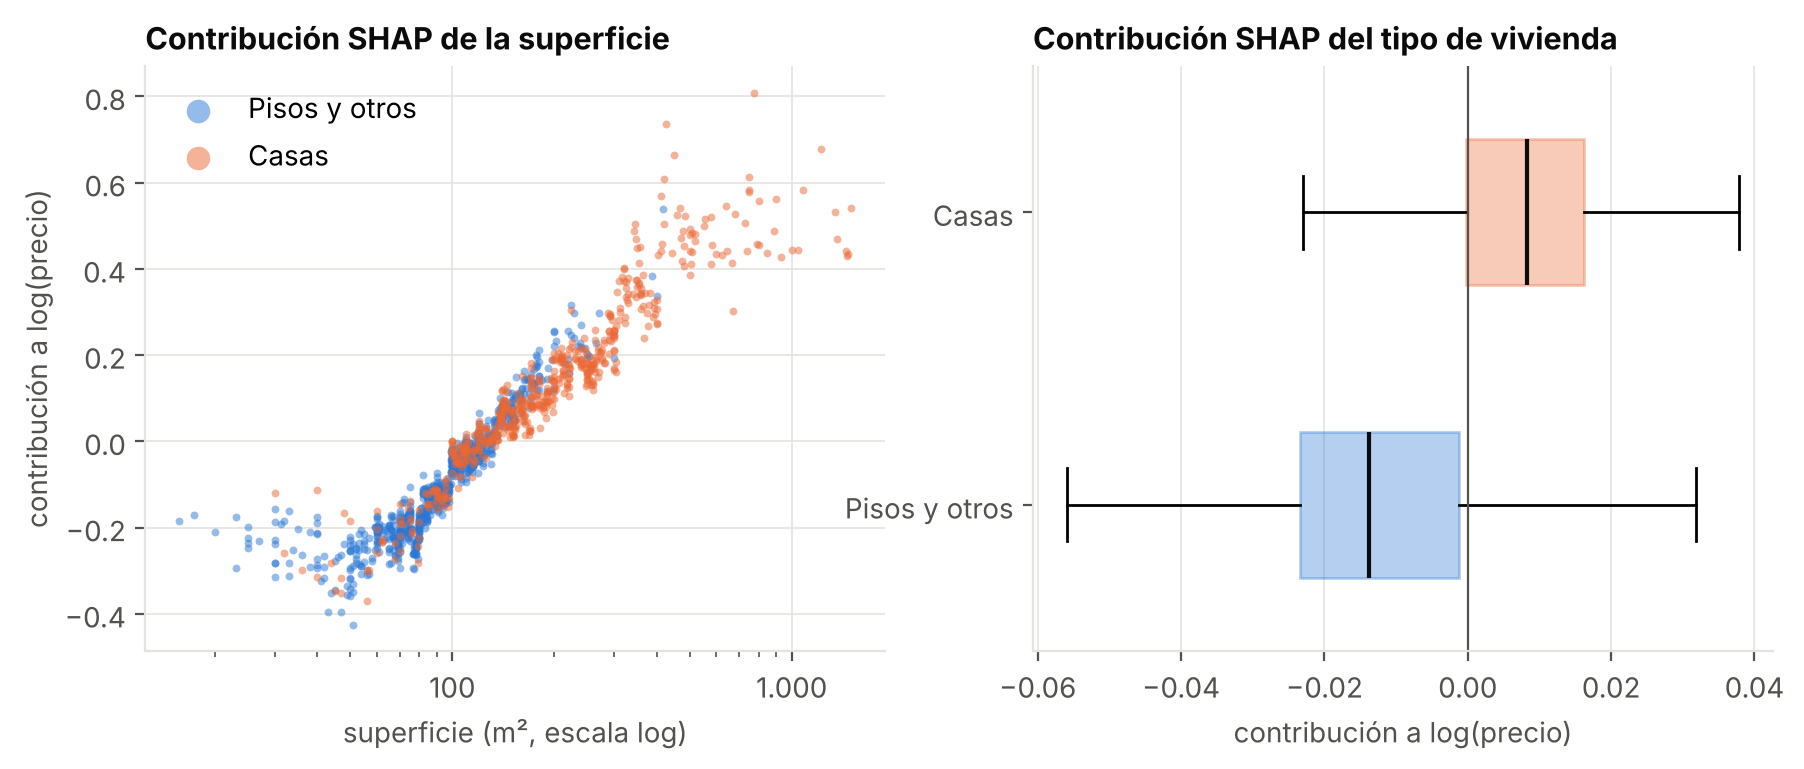 Contribución SHAP de la superficie
Pisos y otros
Casas
contribución a log(precio)
0.8
0.6
0.4
0.2
0.0
−0.2
−0.4
100
1.000
superficie (m², escala log)
Contribución SHAP del tipo de vivienda
Casas
Pisos y otros
−0.06
−0.04
−0.02
0.00
0.02
0.04
contribución a log(precio)